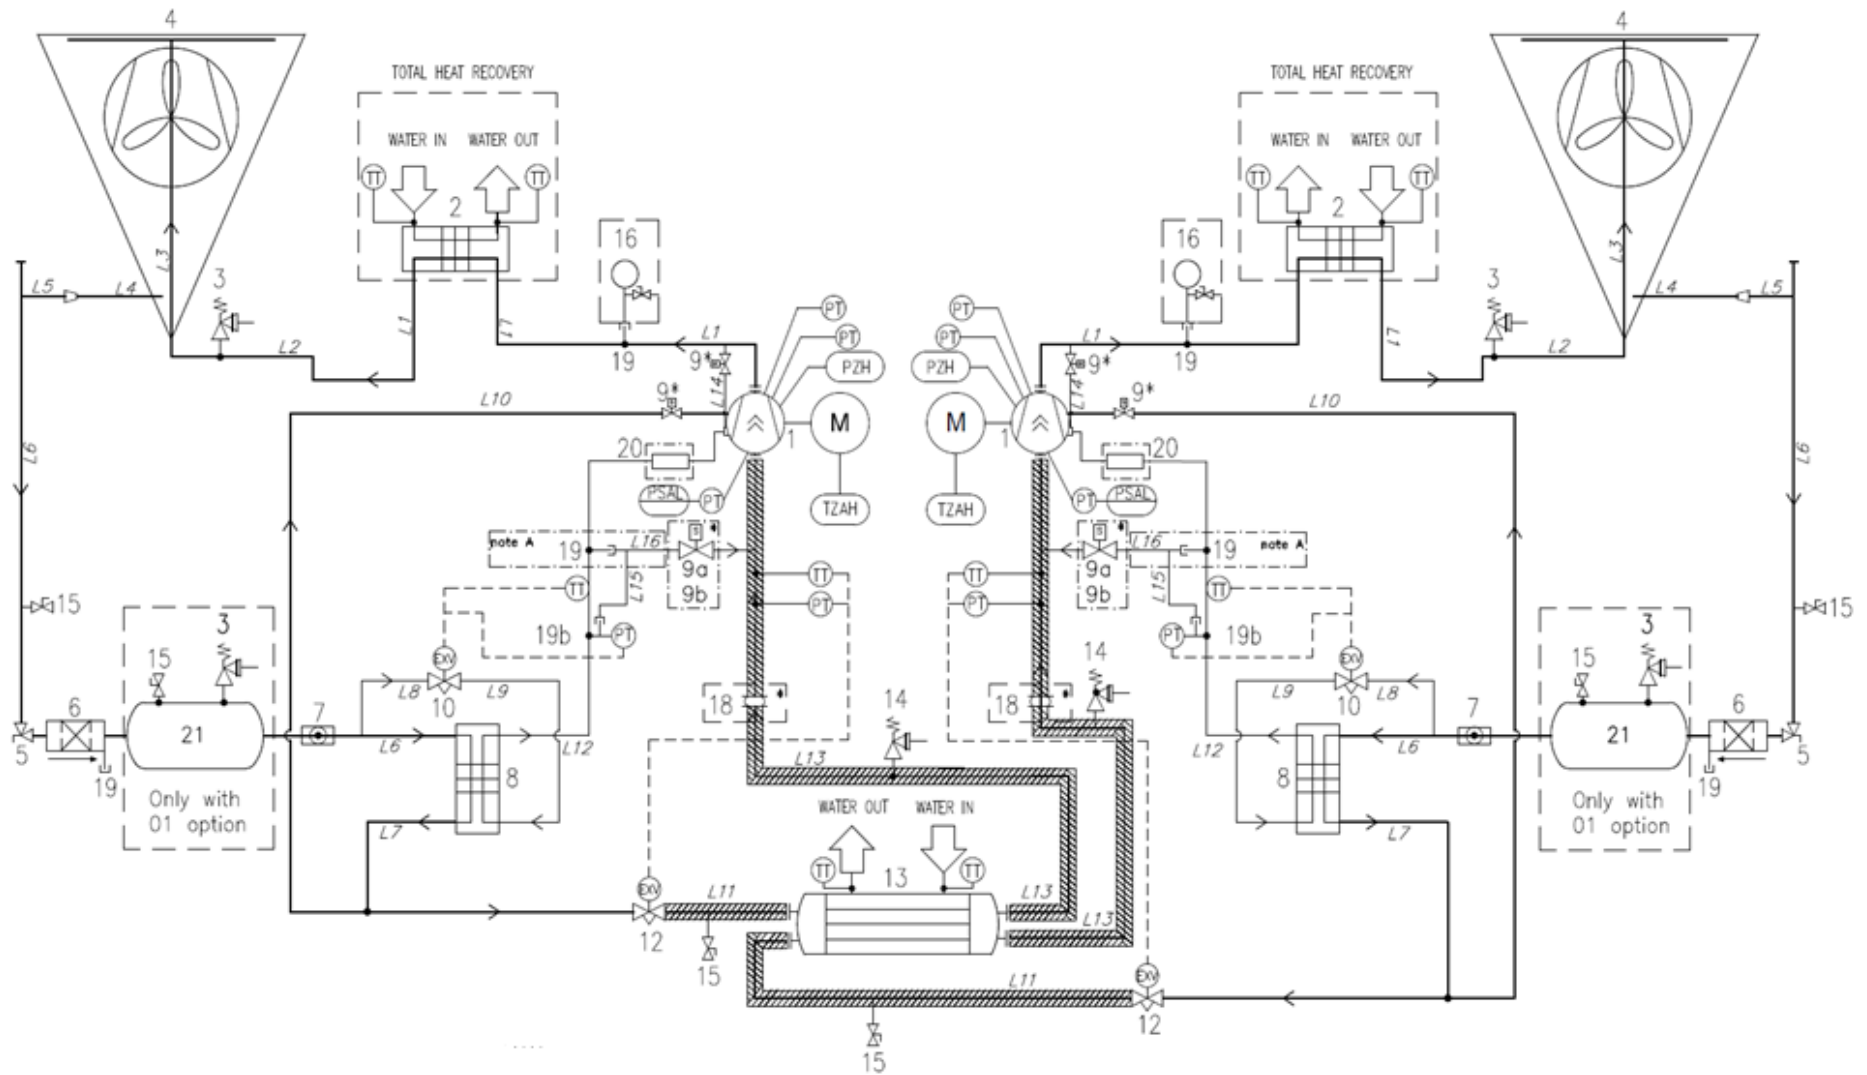 4
4
TOTAL HEAT RECOVERY
TOTAL HEAT RECOVERY
WATER IN
WATER OUT
WATER IN
WATER OUT
TT
TT
TT
TT
2
2
L3
L3
16
16
3
3
L5
L4
L4
L5
L1
L7
L1
PT
PT
L1
L7
L2
PT
PT
L2
19
9*
PZH
PZH
9*
19
L10
9*
L14
L14
9*
L10
1
M
M
1
L6
L6
20
20
PSAL
PT
TZAH
TZAH
PT
PSAL
note A
19
L16
S
*
S
*
L16
19
note A
9a
9a
TT
L15
9b
TT
PT
TT
PT
9b
L15
TT
15
15
19b
PT
PT
19b
3
3
15
15
EXV
EXV
14
L8
L9
L9
L8
10
10
6
7
18
*
14
18
*
7
6
5
21
L6
L12
L12
L6
21
5
L13
19
8
8
19
Only with
O1 option
Only with
O1 option
L7
L7
WATER OUT
WATER IN
TT
13
TT
EXV
L11
L13
L13
12
15
EXV
L11
12
15